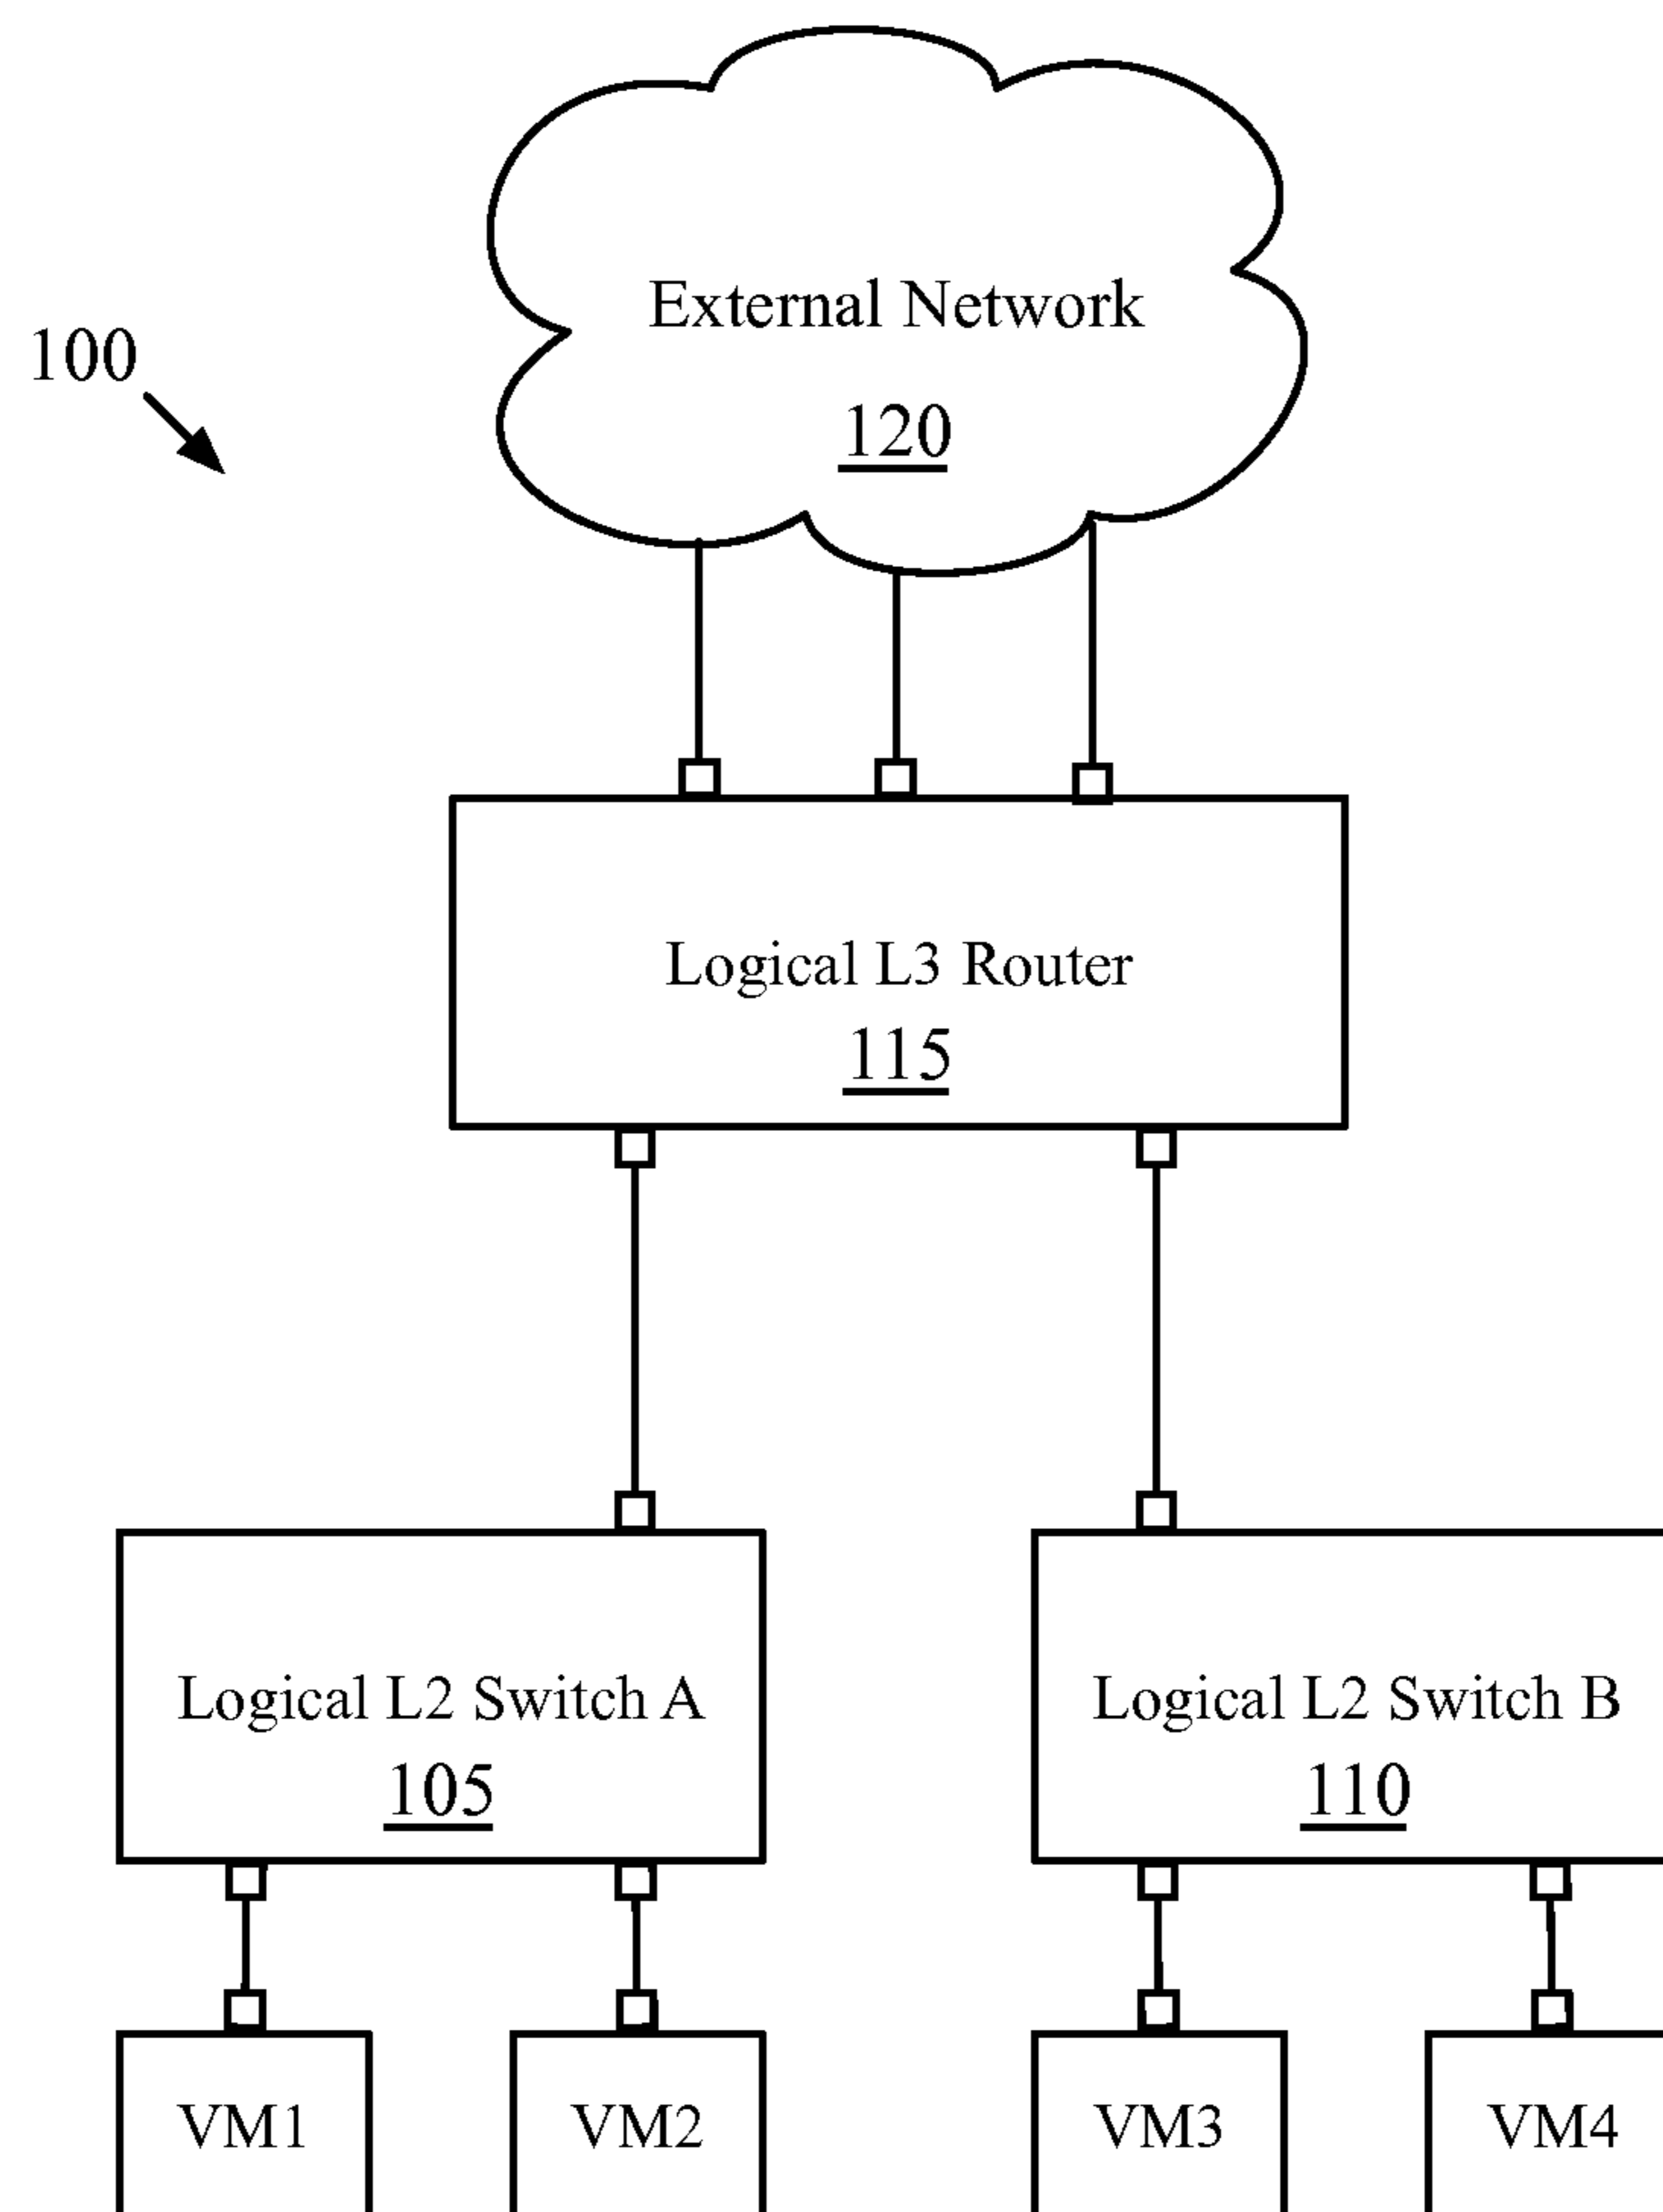 External Network
100
120
Logical L3 Router
115
Logical L2 Switch A
105
Logical L2 Switch B
110
VM1
VM2
VM3
VM4